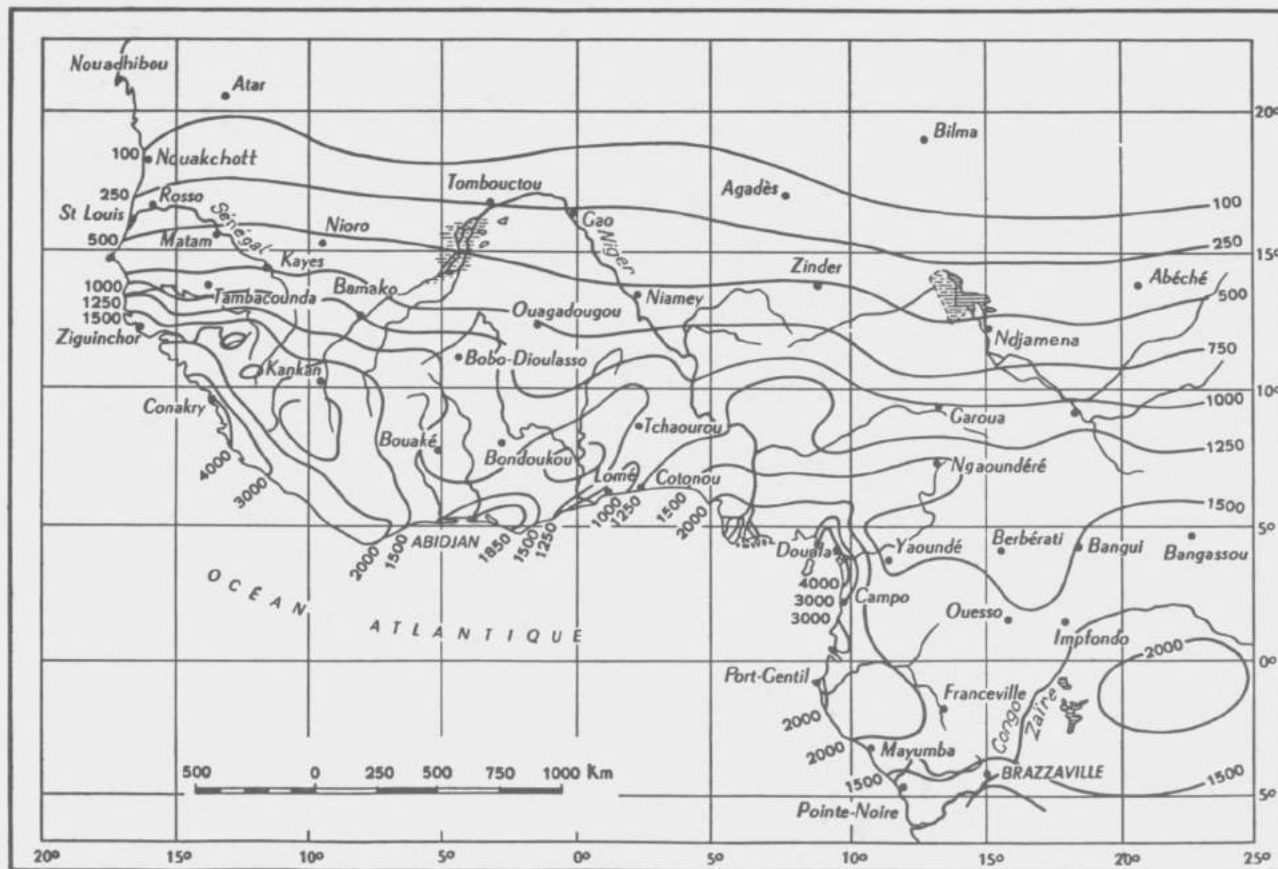 Nouadhibou
Atar
20°
Bilma
100
Nouakchott
Tombouctou
Agadès
250
Rosso
100
St Louis
Sénégal
Gao
Nioro
Niger
250
500
Matam
15°
Kayes
Zinder
Abéché
1000
Tambacounda
Bamako
Niamey
500
1250
Ouagadougou
1500
Ndjamena
Ziguinchor
Bobo-Dioulasso
750
Kankan
10°
Conakry
Garoua
1000
Tchaourou
Bouaké
Bondoukou
1250
4000
Lomé
Cotonou
Ngaoundéré
3000
1000
1250
1500
2000
1500
5°
2000
1500
ABIDJAN
1850
1500
1250
Douala
Yaoundé
Berbérati
Bangui
Bangassou
4000
OCÉAN
3000
Campo
ATLANTIQUE
3000
Ouesso
Impfondo
0°
2000
Port-Gentil
Franceville
Congo
Zaïre
2000
2000
Mayumba
500 0 250 500 750 1000 Km
1500
BRAZZAVILLE
1500
Pointe-Noire
5°
20° 15° 10° 5° 0° 5° 10° 15° 20° 25°